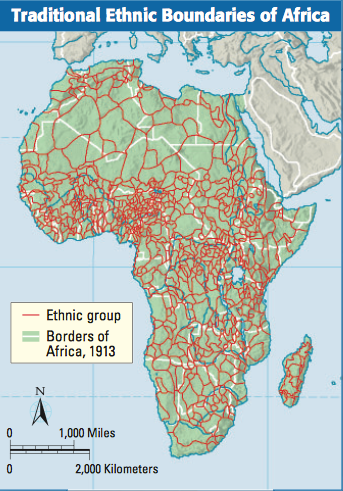 Traditional Ethnic Boundaries of Africa
Ethnic group
Borders of
Africa, 1913
N
0 1,000 Miles
0 2,000 Kilometers